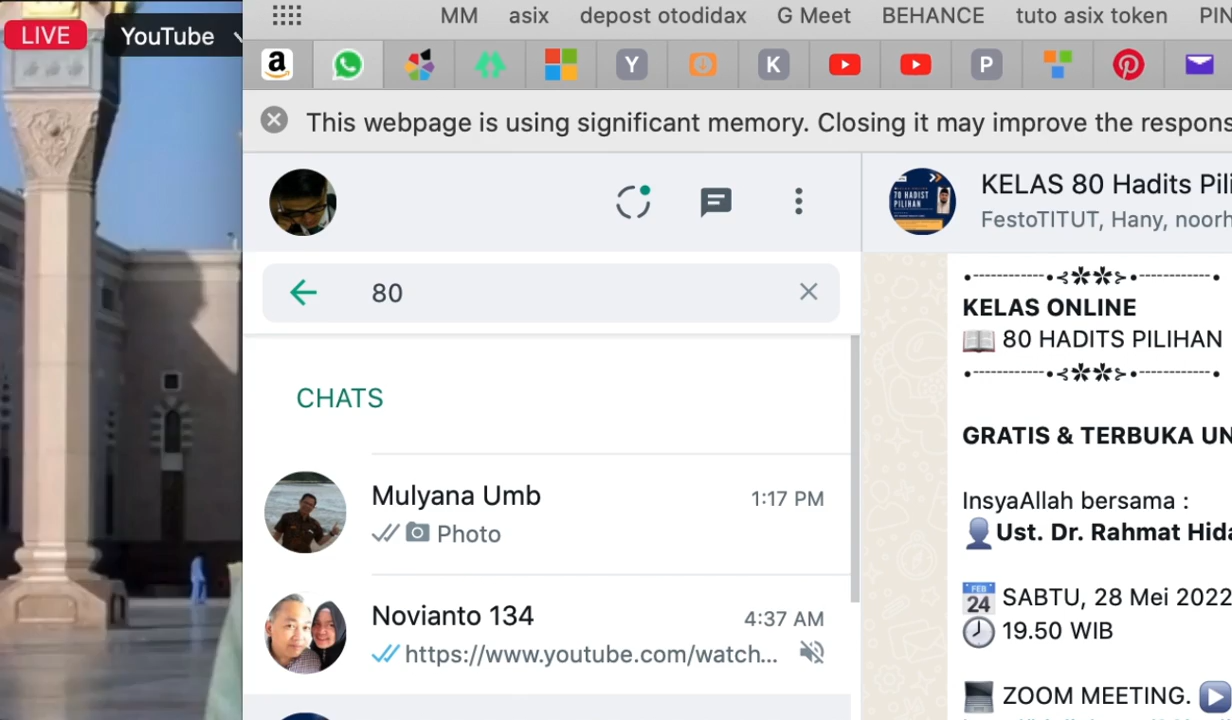 LIVE YouTube
MM asix depost otodidax G Meet BEHANCE tuto asix token PIN
a Y K P
This webpage is using significant memory. Closing it may improve the respons
KELAS 80 Hadits Pili
FestoTITUT, Hany, noorh
80
CHATS
Mulyana Umb 1:17 PM
Photo
Novianto 134 4:37 AM
https://www.youtube.com/watch...
KELAS ONLINE
80 HADITS PILIHAN
GRATIS & TERBUKA UN
InsyaAllah bersama :
Ust. Dr. Rahmat Hida
FEB 24 SABTU, 28 Mei 2022
19.50 WIB
ZOOM MEETING.